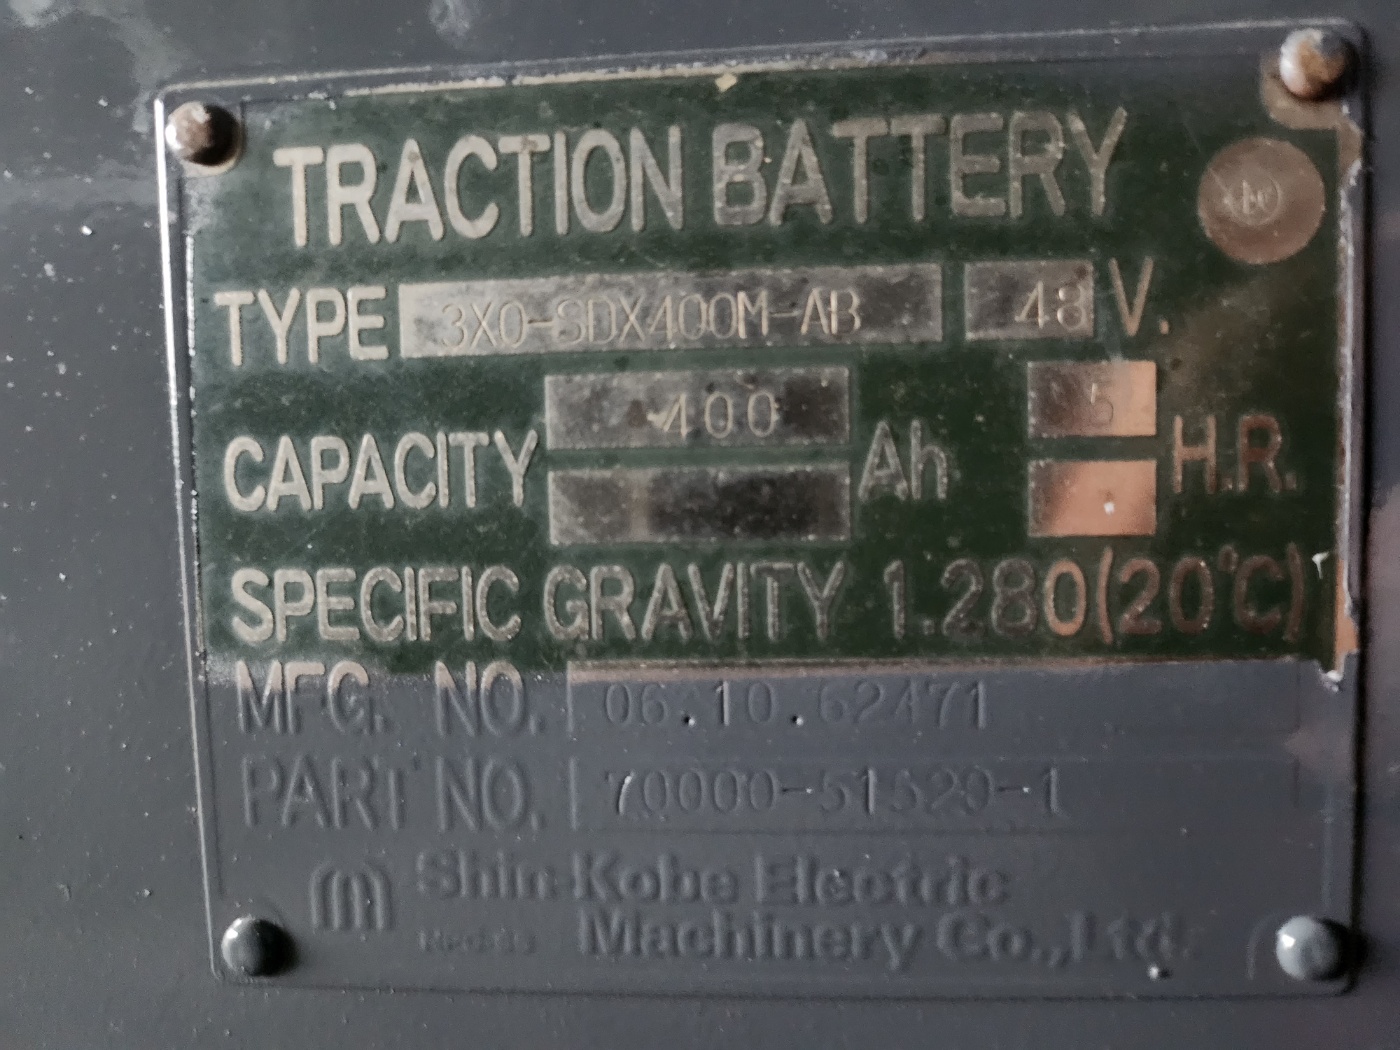 TRACTION BATTERY
TYPE 3X0-SDX400M-AB 48 V.
CAPACITY 400 Ah 5 H.R.
SPECIFIC GRAVITY 1.280(20°C)
MFG. NO. 06.10.62471
PART NO. 70000-51520-1
Shin-Kobe Electric
Machinery Co.,Ltd.